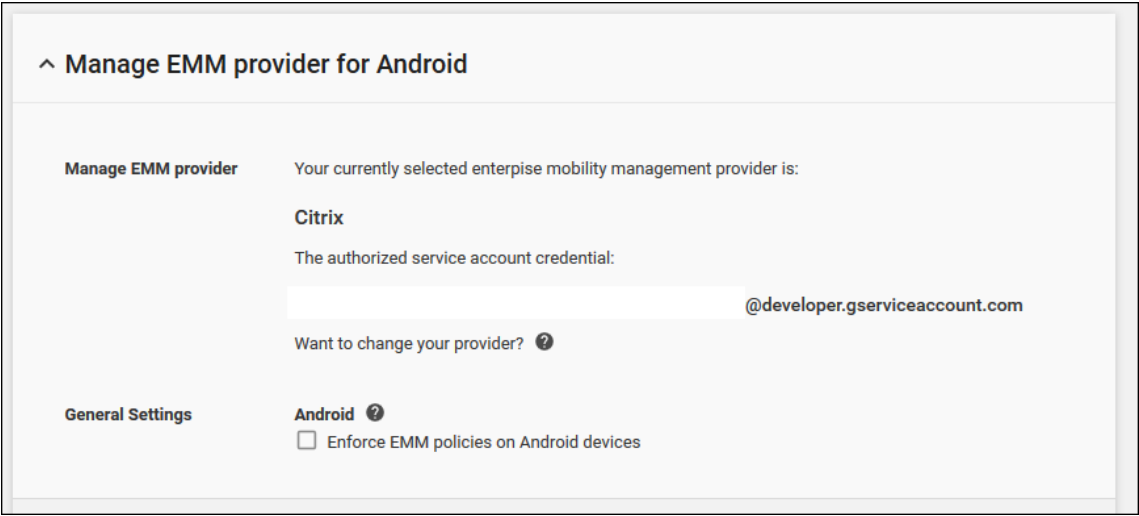 Manage EMM provider for Android
Manage EMM provider
Your currently selected enterpise mobility management provider is:
Citrix
The authorized service account credential:
@developer.gserviceaccount.com
Want to change your provider?
General Settings
Android
Enforce EMM policies on Android devices